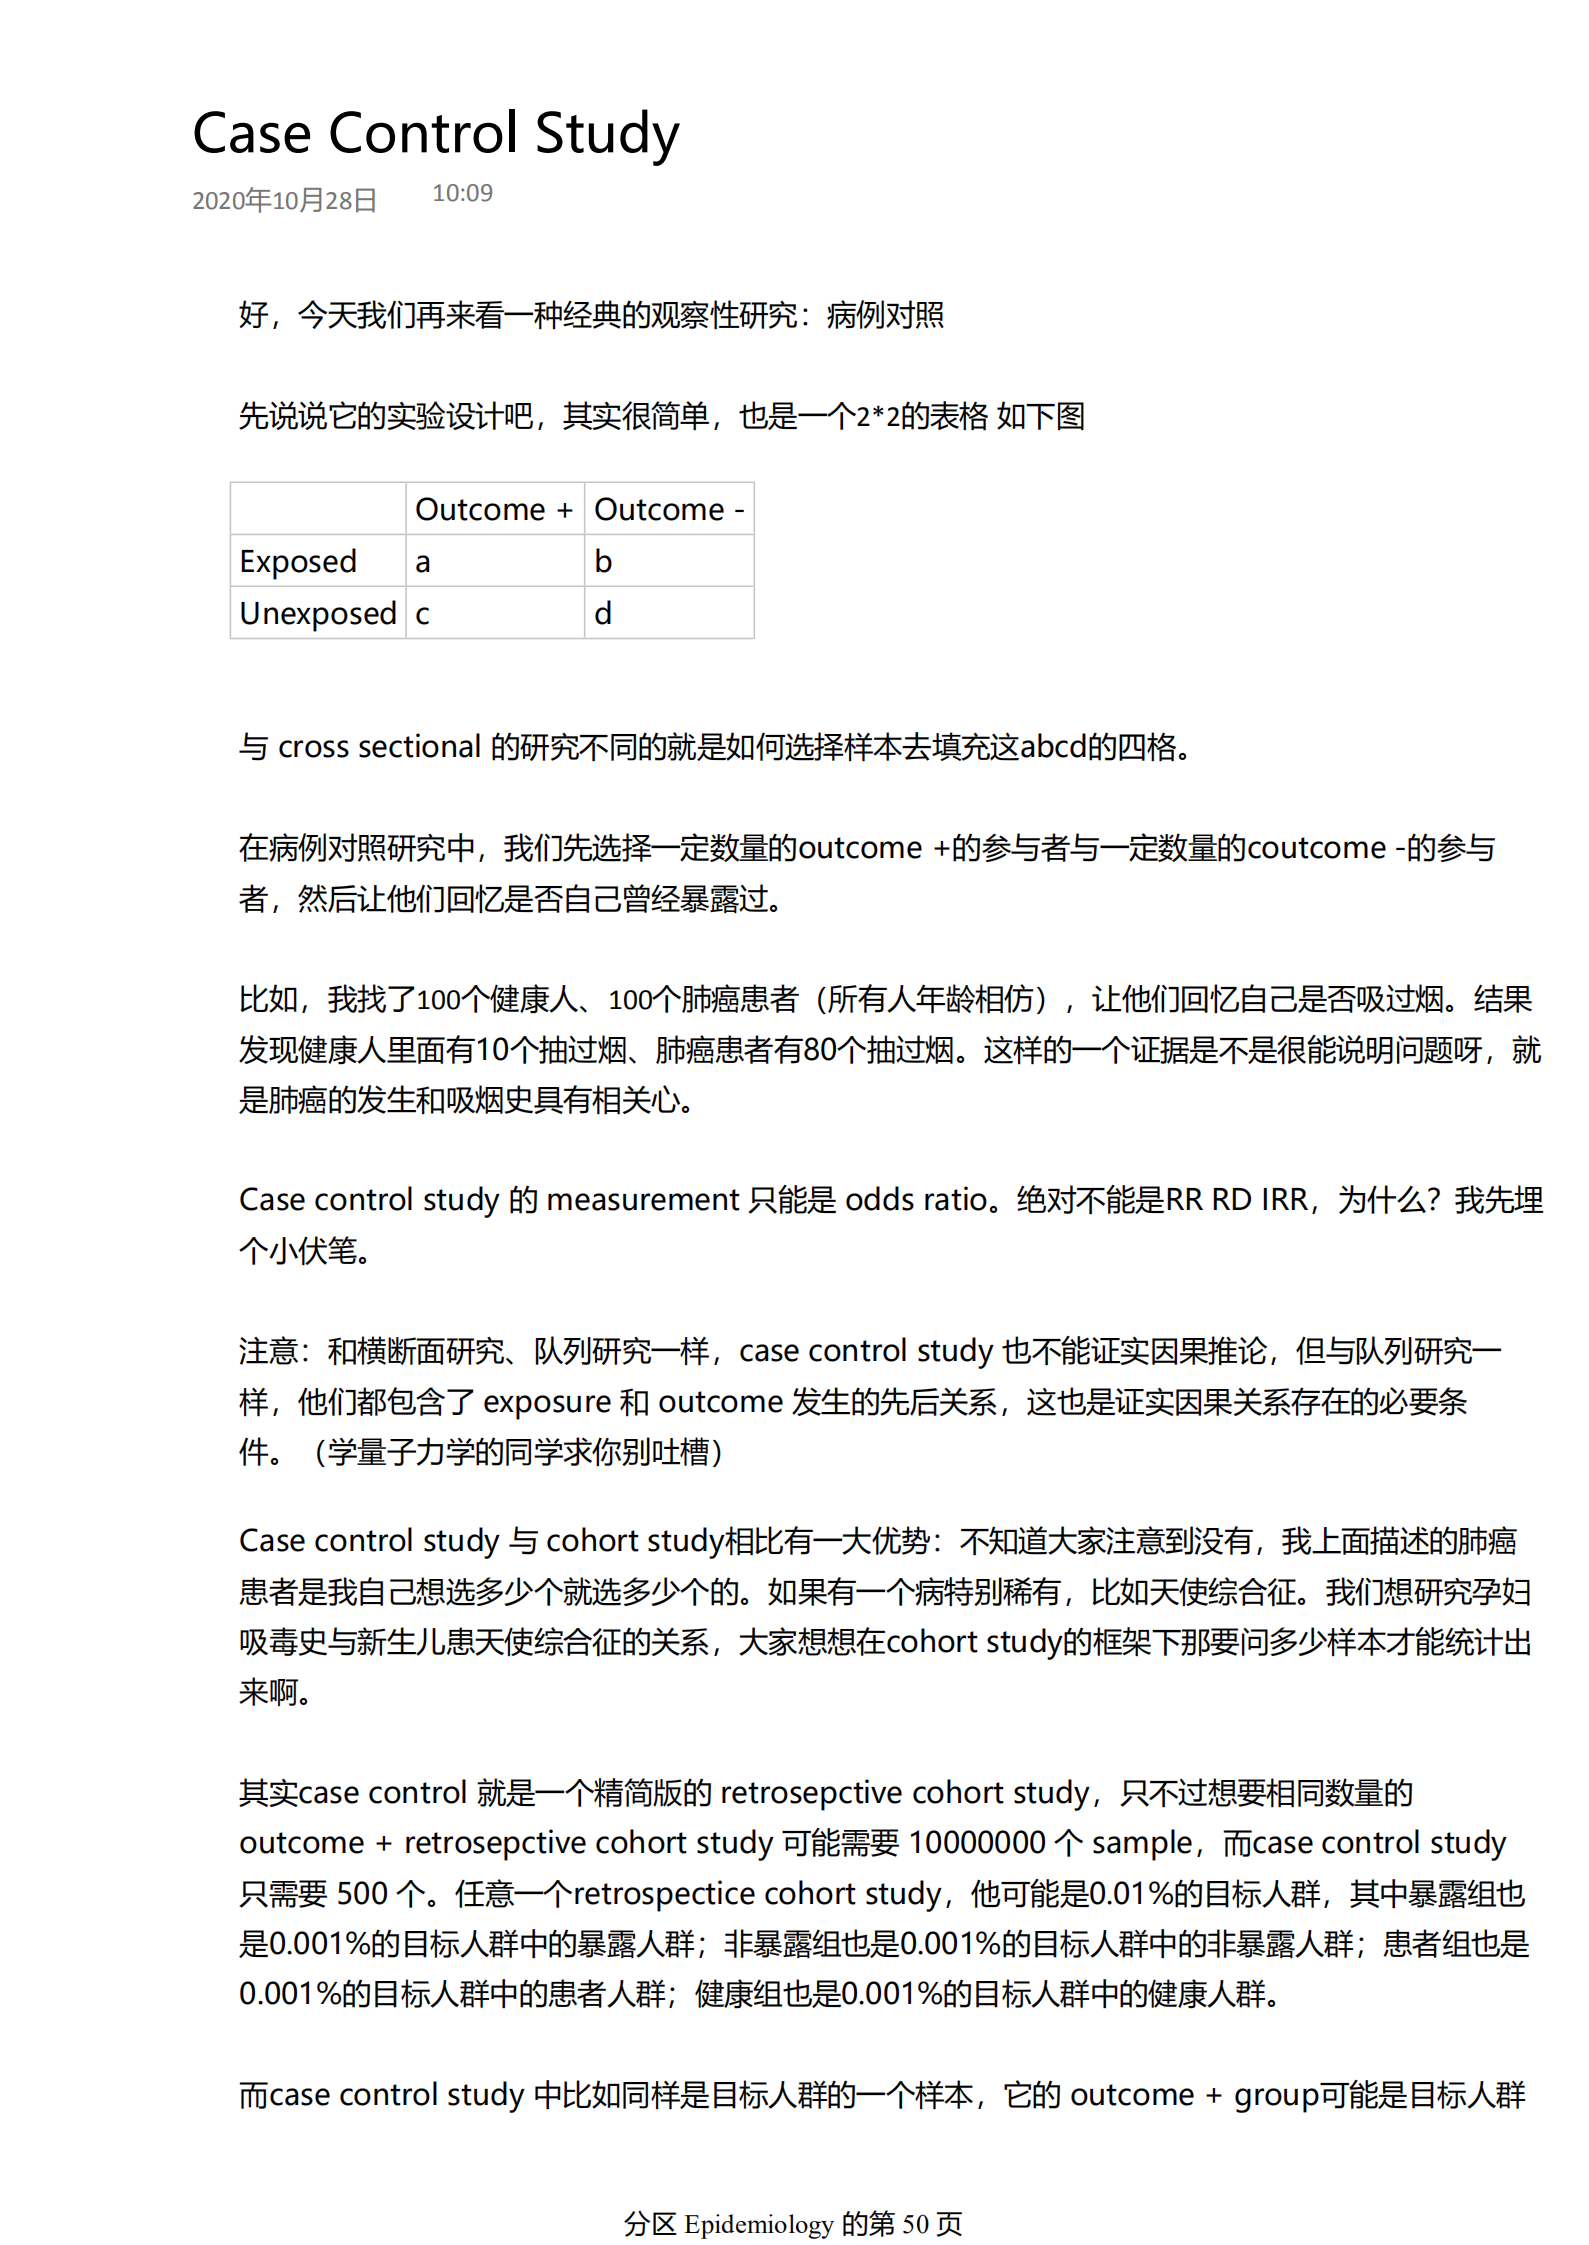 Case Control Study
2020年10月28日 10:09
好，今天我们再来看一种经典的观察性研究：病例对照
先说说它的实验设计吧，其实很简单，也是一个2*2的表格 如下图
Outcome + Outcome -
Exposed a b
Unexposed c d
与 cross sectional 的研究不同的就是如何选择样本去填充这abcd的四格。
在病例对照研究中，我们先选择一定数量的outcome +的参与者与一定数量的coutcome -的参与
者，然后让他们回忆是否自己曾经暴露过。
比如，我找了100个健康人、100个肺癌患者（所有人年龄相仿），让他们回忆自己是否吸过烟。结果
发现健康人里面有10个抽过烟、肺癌患者有80个抽过烟。这样的一个证据是不是很能说明问题呀，就
是肺癌的发生和吸烟史具有相关心。
Case control study 的 measurement 只能是 odds ratio。绝对不能是RR RD IRR，为什么？我先埋
个小伏笔。
注意：和横断面研究、队列研究一样，case control study 也不能证实因果推论，但与队列研究一
样，他们都包含了 exposure 和 outcome 发生的先后关系，这也是证实因果关系存在的必要条
件。（学量子力学的同学求你别吐槽）
Case control study 与 cohort study相比有一大优势：不知道大家注意到没有，我上面描述的肺癌
患者是我自己想选多少个就选多少个的。如果有一个病特别稀有，比如天使综合征。我们想研究孕妇
吸毒史与新生儿患天使综合征的关系，大家想想在cohort study的框架下那要问多少样本才能统计出
来啊。
其实case control 就是一个精简版的 retrosepctive cohort study，只不过想要相同数量的
outcome + retrosepctive cohort study 可能需要 10000000 个 sample，而case control study
只需要 500 个。任意一个retrospectice cohort study，他可能是0.01%的目标人群，其中暴露组也
是0.001%的目标人群中的暴露人群；非暴露组也是0.001%的目标人群中的非暴露人群；患者组也是
0.001%的目标人群中的患者人群；健康组也是0.001%的目标人群中的健康人群。
而case control study 中比如同样是目标人群的一个样本，它的 outcome + group可能是目标人群
分区 Epidemiology 的第 50 页